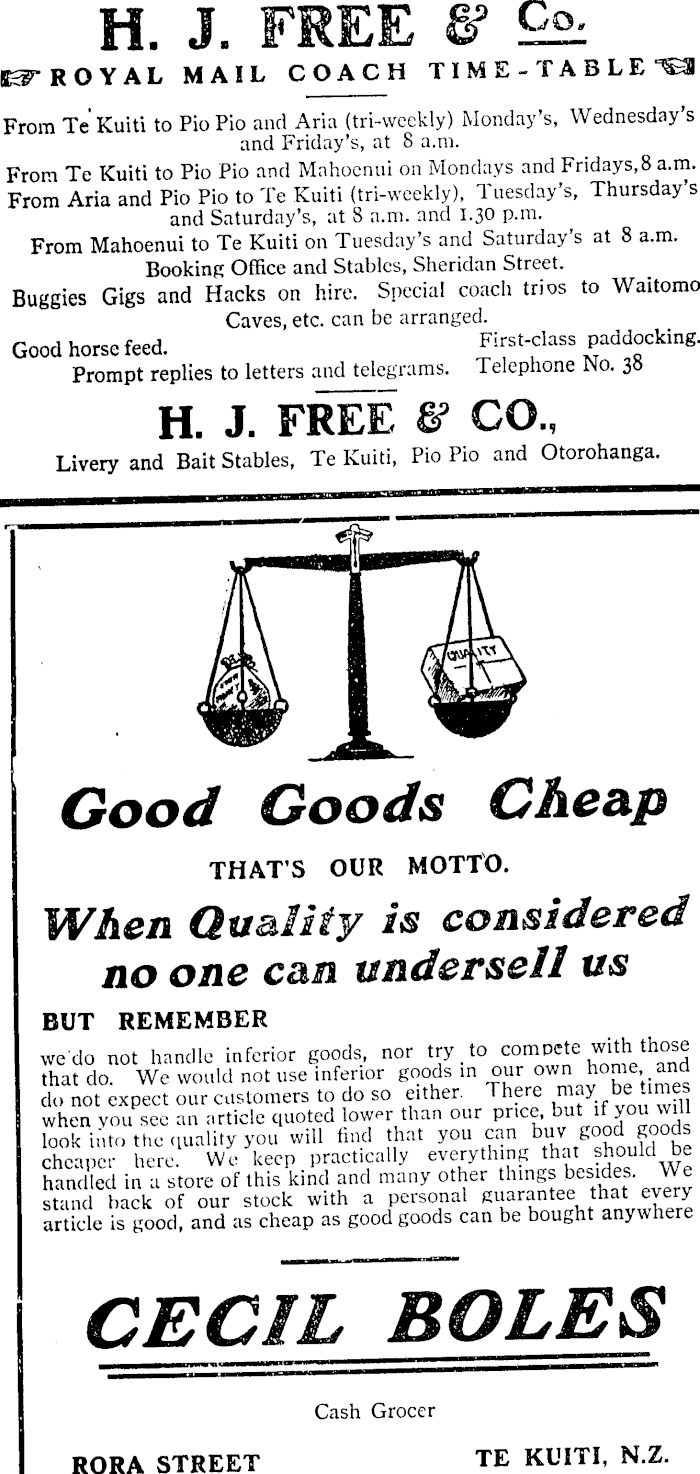 H. J. FREE & Co.
ROYAL MAIL COACH TIME-TABLE
From Te Kuiti to Pio Pio and Aria (tri-weekly) Monday's, Wednesday's
and Friday's, at 8 a.m.
From Te Kuiti to Pio Pio and Mahoenui on Mondays and Fridays, 8 a.m.
From Aria and Pio Pio to Te Kuiti (tri-weekly), Tuesday's, Thursday's
and Saturday's, at 8 a.m. and 1.30 p.m.
From Mahoenui to Te Kuiti on Tuesday's and Saturday's at 8 a.m.
Booking Office and Stables, Sheridan Street.
Buggies Gigs and Hacks on hire. Special coach trips to Waitomo
Caves, etc. can be arranged.
Good horse feed. First-class paddocking.
Prompt replies to letters and telegrams. Telephone No. 38
H. J. FREE & CO.,
Livery and Bait Stables, Te Kuiti, Pio Pio and Otorohanga.
QUALITY
Good Goods Cheap
THAT'S OUR MOTTO.
When Quality is considered
no one can undersell us
BUT REMEMBER
we do not handle inferior goods, nor try to compete with those
that do. We would not use inferior goods in our own home, and
do not expect our customers to do so either. There may be times
when you see an article quoted lower than our price, but if you will
look into the quality you will find that you can buy good goods
cheaper here. We keep practically everything that should be
handled in a store of this kind and many other things besides. We
stand back of our stock with a personal guarantee that every
article is good, and as cheap as good goods can be bought anywhere
CECIL BOLES
Cash Grocer
RORA STREET TE KUITI, N.Z.